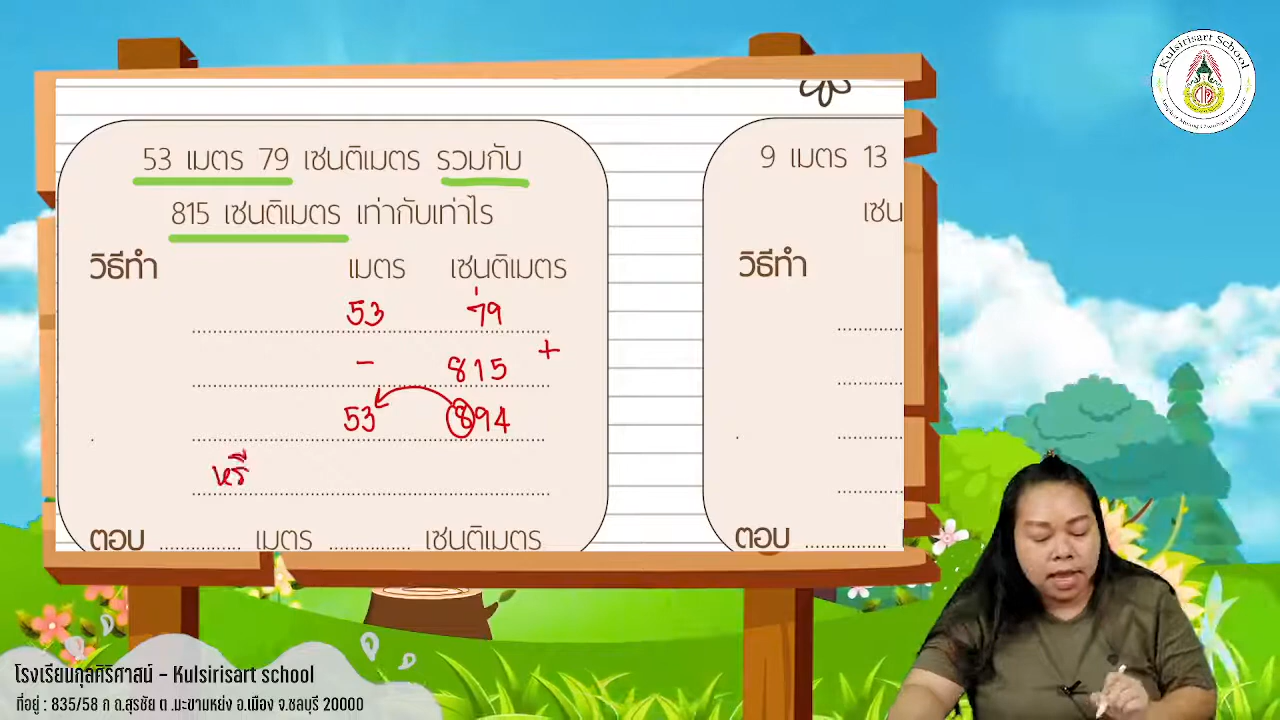 Kulsirisart School
53 เมตร 79 เซนติเมตร รวมกับ
815 เซนติเมตร เท่ากับเท่าไร
วิธีทำ เมตร เซนติเมตร
53 79
- 815 +
53 894
หรื
ตอบ ............... เมตร ............... เซนติเมตร
9 เมตร 13
เซน
วิธีทำ
ตอบ ...............
โรงเรียนกุลศิริศาสน์ - Kulsirisart school
ที่อยู่ : 835/58 ก ถ.สุรชัย ต .มะขามหย่ง อ.เมือง จ.ชลบุรี 20000